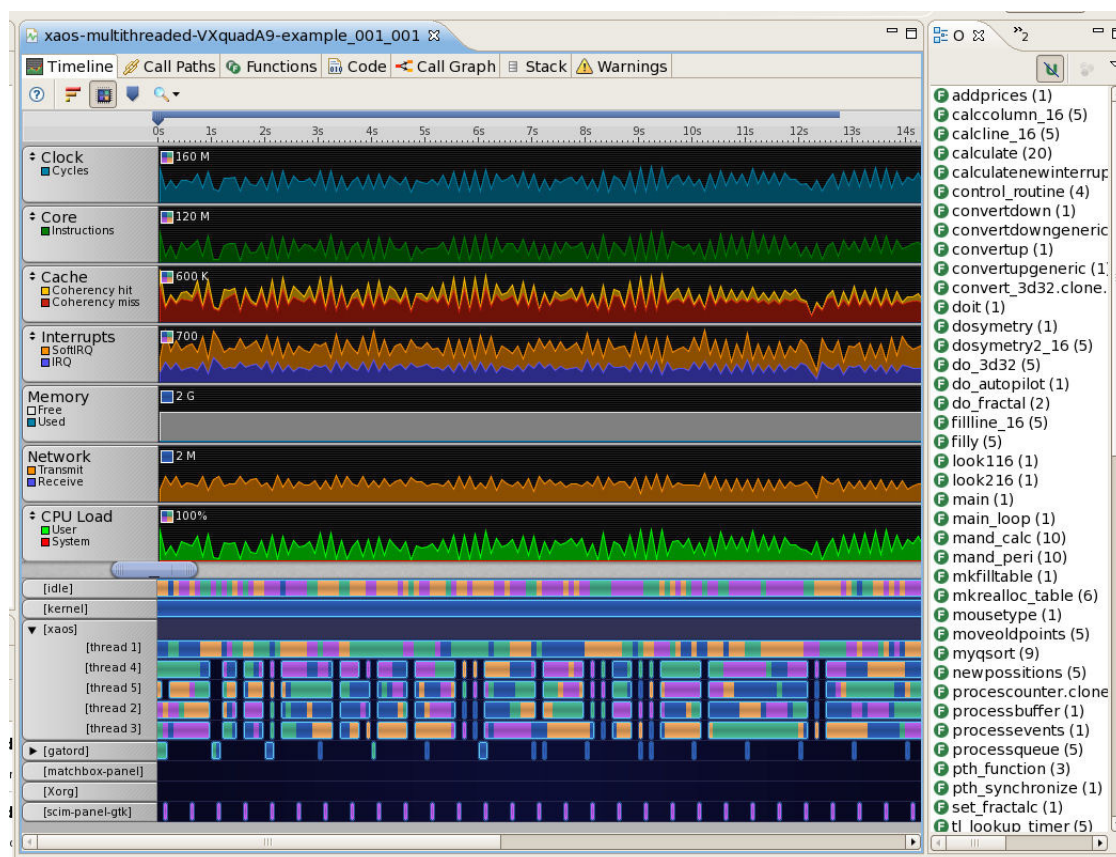 xaos-multithreaded-VXquadA9-example_001_001
O
»2
Timeline Call Paths Functions Code Call Graph Stack Warnings
0s 1s 2s 3s 4s 5s 6s 7s 8s 9s 10s 11s 12s 13s 14s
Clock
Cycles
160 M
Core
Instructions
120 M
Cache
Coherency hit
Coherency miss
600 K
Interrupts
SoftIRQ
IRQ
700
Memory
Free
Used
2 G
Network
Transmit
Receive
2 M
CPU Load
User
System
100%
[idle]
[kernel]
[xaos]
[thread 1]
[thread 4]
[thread 5]
[thread 2]
[thread 3]
[gatord]
[matchbox-panel]
[Xorg]
[scim-panel-gtk]
addprices (1)
calccolumn_16 (5)
calcline_16 (5)
calculate (20)
calculatenewinterrup
control_routine (4)
convertdown (1)
convertdowngeneric
convertup (1)
convertupgeneric (1)
convert_3d32.clone.
doit (1)
dosymetry (1)
dosymetry2_16 (5)
do_3d32 (5)
do_autopilot (1)
do_fractal (2)
fillline_16 (5)
filly (5)
look116 (1)
look216 (1)
main (1)
main_loop (1)
mand_calc (10)
mand_peri (10)
mkfilltable (1)
mkrealloc_table (6)
mousetype (1)
moveoldpoints (5)
myqsort (9)
newpossitions (5)
procescounter.clone
processbuffer (1)
processevents (1)
processqueue (5)
pth_function (3)
pth_synchronize (1)
set_fractalc (1)
tl_lookup_timer (5)